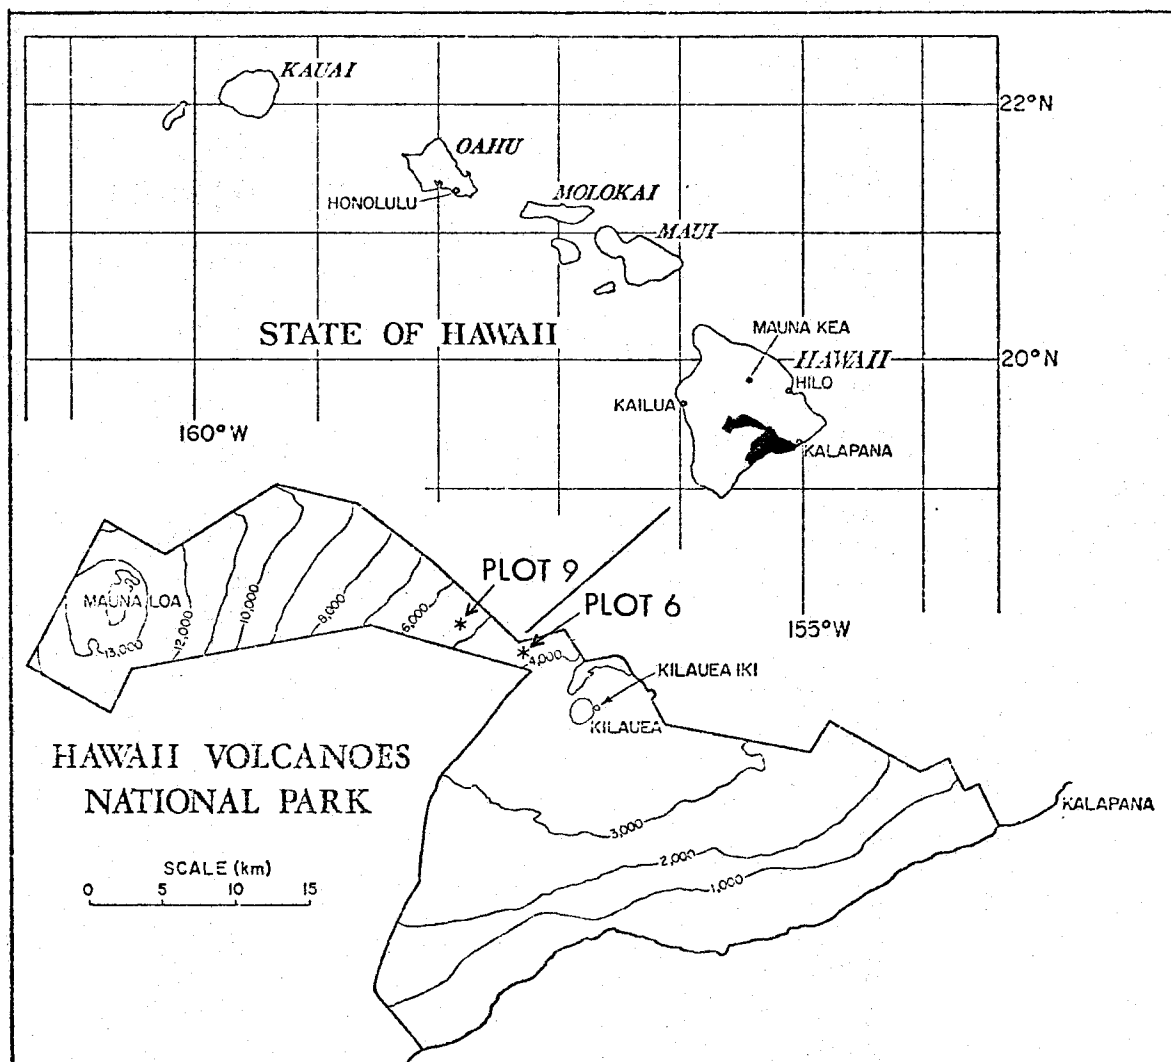 KAUAI
22°N
OAHU
HONOLULU
MOLOKAI
MAUI
STATE OF HAWAII
MAUNA KEA
HAWAII
20°N
HILO
KAILUA
160°W
KALAPANA
PLOT 9
PLOT 6
155°W
MAUNA LOA
13,000
12,000
10,000
8,000
6,000
4,000
KILAUEA IKI
KILAUEA
HAWAII VOLCANOES
NATIONAL PARK
KALAPANA
3,000
2,000
1,000
SCALE (km)
0 5 10 15